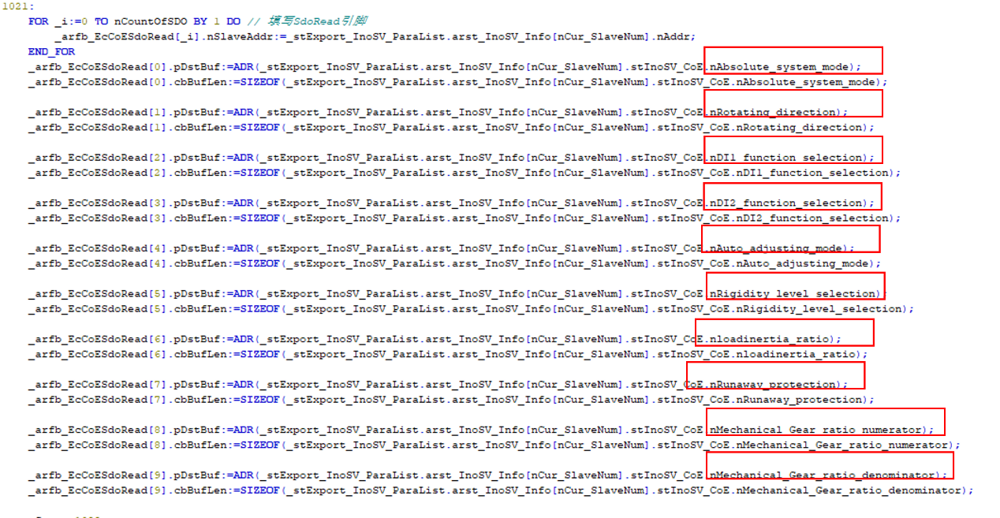 1021:
FOR _i:=0 TO nCountOfSDO BY 1 DO // 填写SdoRead引脚
_arfb_EcCoESdoRead[_i].nSlaveAddr:=_stExport_InoSV_ParaList.arst_InoSV_Info[nCur_SlaveNum].nAddr;
END_FOR
_arfb_EcCoESdoRead[0].pDstBuf:=ADR(_stExport_InoSV_ParaList.arst_InoSV_Info[nCur_SlaveNum].stInoSV_CoE.nAbsolute_system_mode);
_arfb_EcCoESdoRead[0].cbBufLen:=SIZEOF(_stExport_InoSV_ParaList.arst_InoSV_Info[nCur_SlaveNum].stInoSV_CoE.nAbsolute_system_mode);
_arfb_EcCoESdoRead[1].pDstBuf:=ADR(_stExport_InoSV_ParaList.arst_InoSV_Info[nCur_SlaveNum].stInoSV_CoE.nRotating_direction);
_arfb_EcCoESdoRead[1].cbBufLen:=SIZEOF(_stExport_InoSV_ParaList.arst_InoSV_Info[nCur_SlaveNum].stInoSV_CoE.nRotating_direction);
_arfb_EcCoESdoRead[2].pDstBuf:=ADR(_stExport_InoSV_ParaList.arst_InoSV_Info[nCur_SlaveNum].stInoSV_CoE.nDI1_function_selection);
_arfb_EcCoESdoRead[2].cbBufLen:=SIZEOF(_stExport_InoSV_ParaList.arst_InoSV_Info[nCur_SlaveNum].stInoSV_CoE.nDI1_function_selection);
_arfb_EcCoESdoRead[3].pDstBuf:=ADR(_stExport_InoSV_ParaList.arst_InoSV_Info[nCur_SlaveNum].stInoSV_CoE.nDI2_function_selection);
_arfb_EcCoESdoRead[3].cbBufLen:=SIZEOF(_stExport_InoSV_ParaList.arst_InoSV_Info[nCur_SlaveNum].stInoSV_CoE.nDI2_function_selection);
_arfb_EcCoESdoRead[4].pDstBuf:=ADR(_stExport_InoSV_ParaList.arst_InoSV_Info[nCur_SlaveNum].stInoSV_CoE.nAuto_adjusting_mode);
_arfb_EcCoESdoRead[4].cbBufLen:=SIZEOF(_stExport_InoSV_ParaList.arst_InoSV_Info[nCur_SlaveNum].stInoSV_CoE.nAuto_adjusting_mode);
_arfb_EcCoESdoRead[5].pDstBuf:=ADR(_stExport_InoSV_ParaList.arst_InoSV_Info[nCur_SlaveNum].stInoSV_CoE.nRigidity_level_selection);
_arfb_EcCoESdoRead[5].cbBufLen:=SIZEOF(_stExport_InoSV_ParaList.arst_InoSV_Info[nCur_SlaveNum].stInoSV_CoE.nRigidity_level_selection);
_arfb_EcCoESdoRead[6].pDstBuf:=ADR(_stExport_InoSV_ParaList.arst_InoSV_Info[nCur_SlaveNum].stInoSV_CoE.nloadinertia_ratio);
_arfb_EcCoESdoRead[6].cbBufLen:=SIZEOF(_stExport_InoSV_ParaList.arst_InoSV_Info[nCur_SlaveNum].stInoSV_CoE.nloadinertia_ratio);
_arfb_EcCoESdoRead[7].pDstBuf:=ADR(_stExport_InoSV_ParaList.arst_InoSV_Info[nCur_SlaveNum].stInoSV_CoE.nRunaway_protection);
_arfb_EcCoESdoRead[7].cbBufLen:=SIZEOF(_stExport_InoSV_ParaList.arst_InoSV_Info[nCur_SlaveNum].stInoSV_CoE.nRunaway_protection);
_arfb_EcCoESdoRead[8].pDstBuf:=ADR(_stExport_InoSV_ParaList.arst_InoSV_Info[nCur_SlaveNum].stInoSV_CoE.nMechanical_Gear_ratio_numerator);
_arfb_EcCoESdoRead[8].cbBufLen:=SIZEOF(_stExport_InoSV_ParaList.arst_InoSV_Info[nCur_SlaveNum].stInoSV_CoE.nMechanical_Gear_ratio_numerator);
_arfb_EcCoESdoRead[9].pDstBuf:=ADR(_stExport_InoSV_ParaList.arst_InoSV_Info[nCur_SlaveNum].stInoSV_CoE.nMechanical_Gear_ratio_denominator);
_arfb_EcCoESdoRead[9].cbBufLen:=SIZEOF(_stExport_InoSV_ParaList.arst_InoSV_Info[nCur_SlaveNum].stInoSV_CoE.nMechanical_Gear_ratio_denominator);